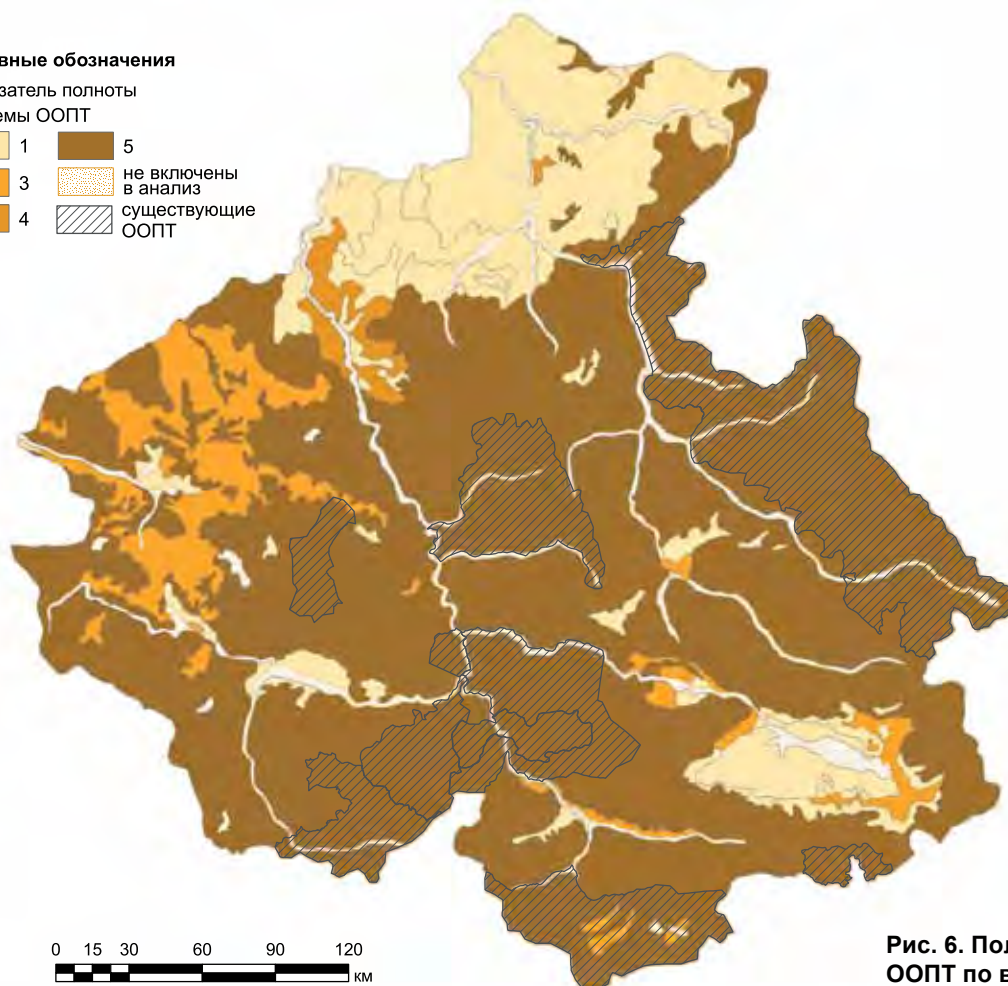 вные обозначения
затель полноты
емы ООПТ
1
5
3
не включены
в анализ
4
существующие
ООПТ
0 15 30 60 90 120
км
Рис. 6. Пол
ООПТ по в